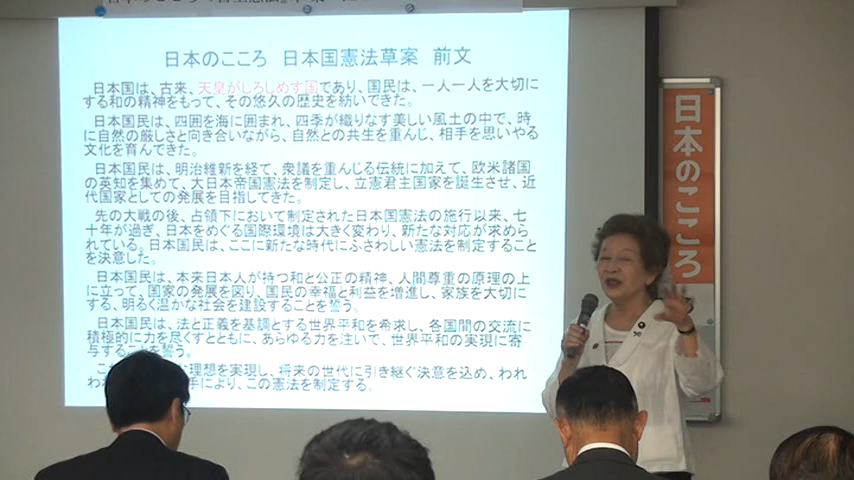 日本のこころ 日本国憲法草案 前文
日本国は、古来、天皇がしろしめす国であり、国民は、一人一人を大切に
する和の精神をもって、その悠久の歴史を紡いできた。
日本国民は、四囲を海に囲まれ、四季が織りなす美しい風土の中で、時
に自然の厳しさと向き合いながら、自然との共生を重んじ、相手を思いやる
文化を育んできた。
日本国民は、明治維新を経て、衆議を重んじる伝統に加えて、欧米諸国
の英知を集めて、大日本帝国憲法を制定し、立憲君主国家を誕生させ、近
代国家としての発展を目指してきた。
先の大戦の後、占領下において制定された日本国憲法の施行以来、七
十年が過ぎ、日本をめぐる国際環境は大きく変わり、新たな対応が求めら
れている。日本国民は、ここに新たな時代にふさわしい憲法を制定すること
を決意した。
日本国民は、本来日本人が持つ和と公正の精神、人間尊重の原理の上
に立って、国家の発展を図り、国民の幸福と利益を増進し、家族を大切に
する、明るく温かな社会を建設することを誓う。
日本国民は、法と正義を基調とする世界平和を希求し、各国間の交流に
積極的に力を尽くすとともに、あらゆる力を注いで、世界平和の実現に寄
与することを誓う。
理想を実現し、将来の世代に引き継ぐ決意を込め、われ
手により、この憲法を制定する。
日本のこころ